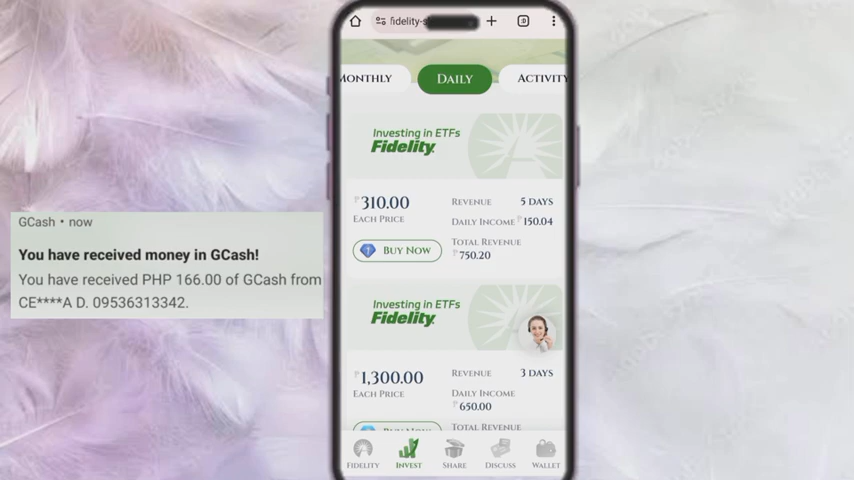 fidelity-s
MONTHLY
DAILY
ACTIVITY
Investing in ETFs
Fidelity
₱310.00
EACH PRICE
REVENUE 5 DAYS
DAILY INCOME ₱150.04
TOTAL REVENUE
₱750.20
BUY NOW
Investing in ETFs
Fidelity
₱1,300.00
EACH PRICE
REVENUE 3 DAYS
DAILY INCOME
₱650.00
TOTAL REVENUE
BUY NOW
FIDELITY
INVEST
SHARE
DISCUSS
WALLET
GCash • now
You have received money in GCash!
You have received PHP 166.00 of GCash from
CE****A D. 09536313342.